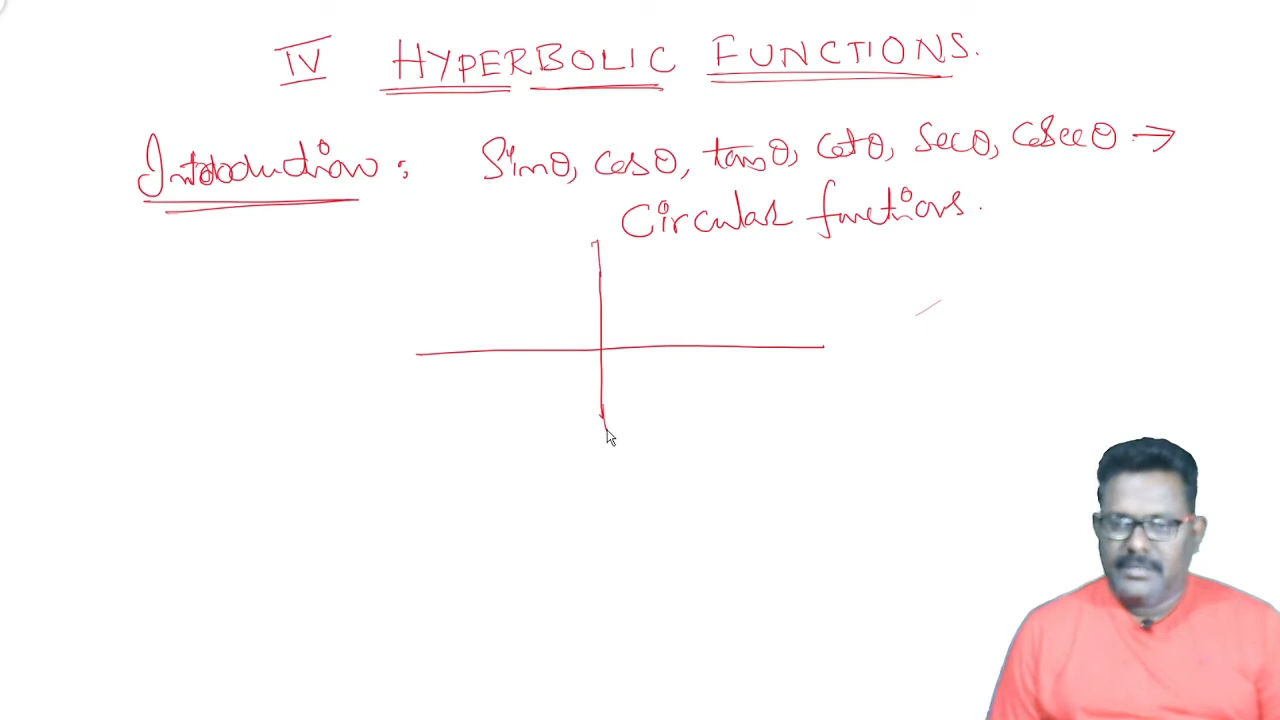 IV HYPERBOLIC FUNCTIONS.
Introduction: Sinθ, cosθ, tanθ, cotθ, secθ, cosecθ →
Circular functions.